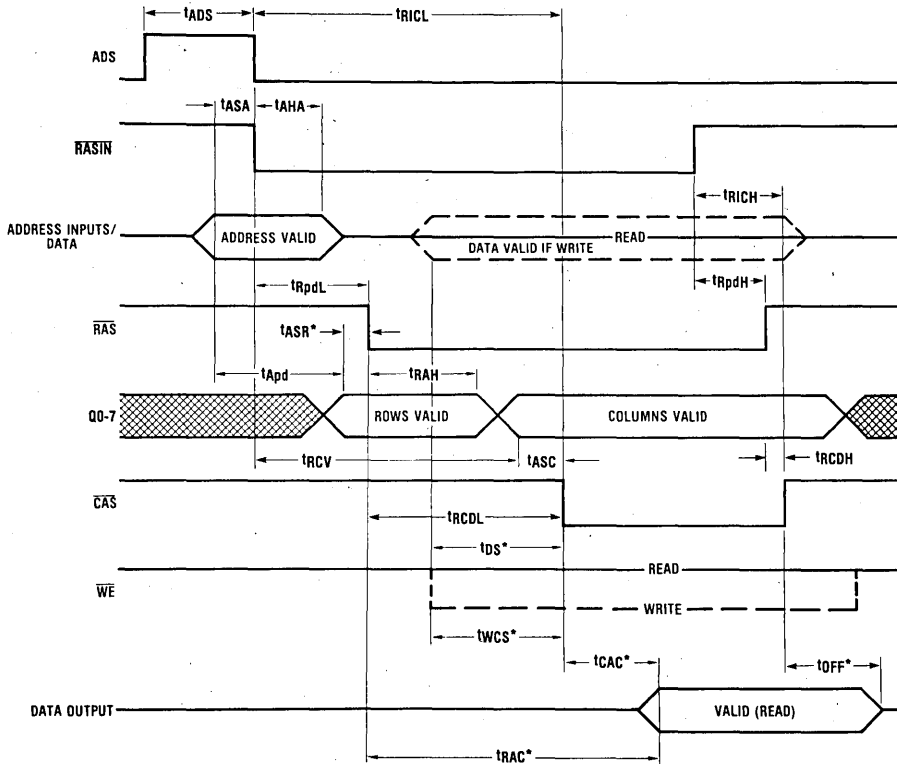 tADS tRICL
ADS
tASA tAHA
RASIN
tRICH
ADDRESS INPUTS/
DATA
ADDRESS VALID
READ
DATA VALID IF WRITE
tRpdL tRpdH
RAS
tASR*
tApd tRAH
Q0-7
ROWS VALID COLUMNS VALID
tRCV tASC tRCDH
CAS
tRCDL
tDS*
READ
WE
WRITE
tWCS*
tCAC* tOFF*
DATA OUTPUT
VALID (READ)
tRAC*